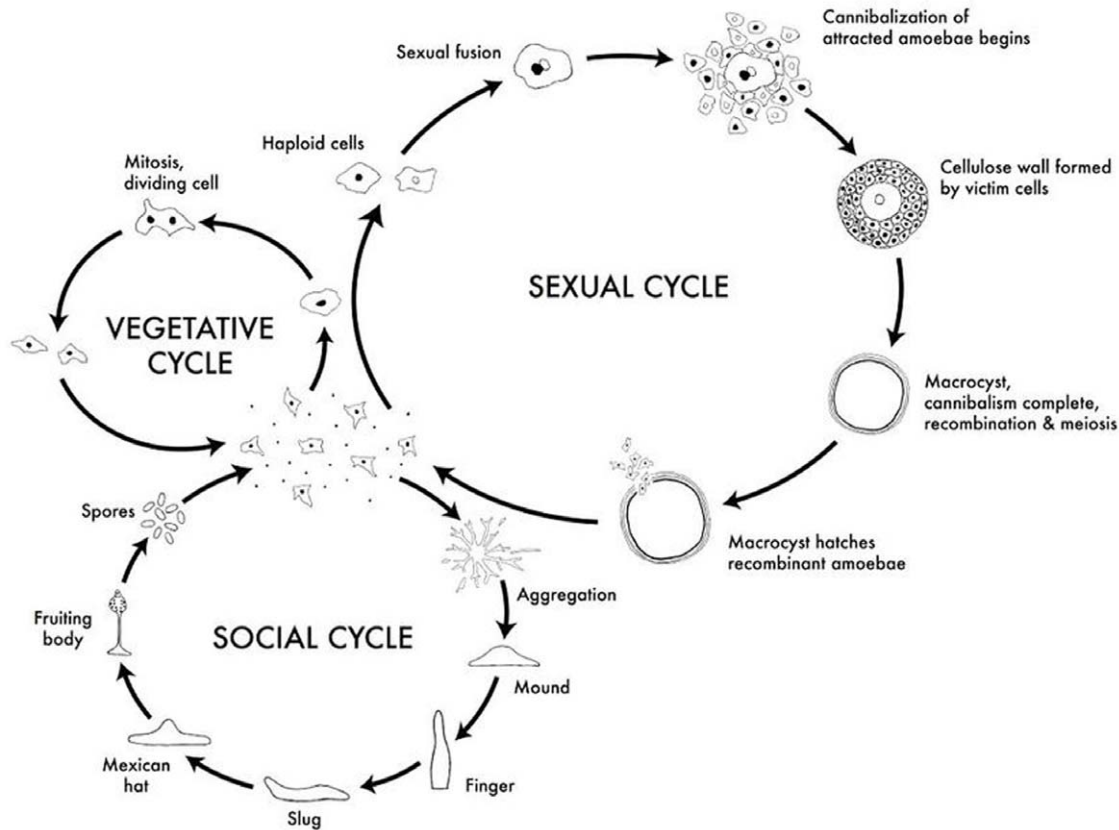 Cannibalization of
attracted amoebae begins
Sexual fusion
Haploid cells
Mitosis,
dividing cell
Cellulose wall formed
by victim cells
SEXUAL CYCLE
VEGETATIVE
CYCLE
Macrocyst,
cannibalism complete,
recombination & meiosis
Spores
Macrocyst hatches
recombinant amoebae
Aggregation
Fruiting
body
SOCIAL CYCLE
Mound
Mexican
hat
Finger
Slug